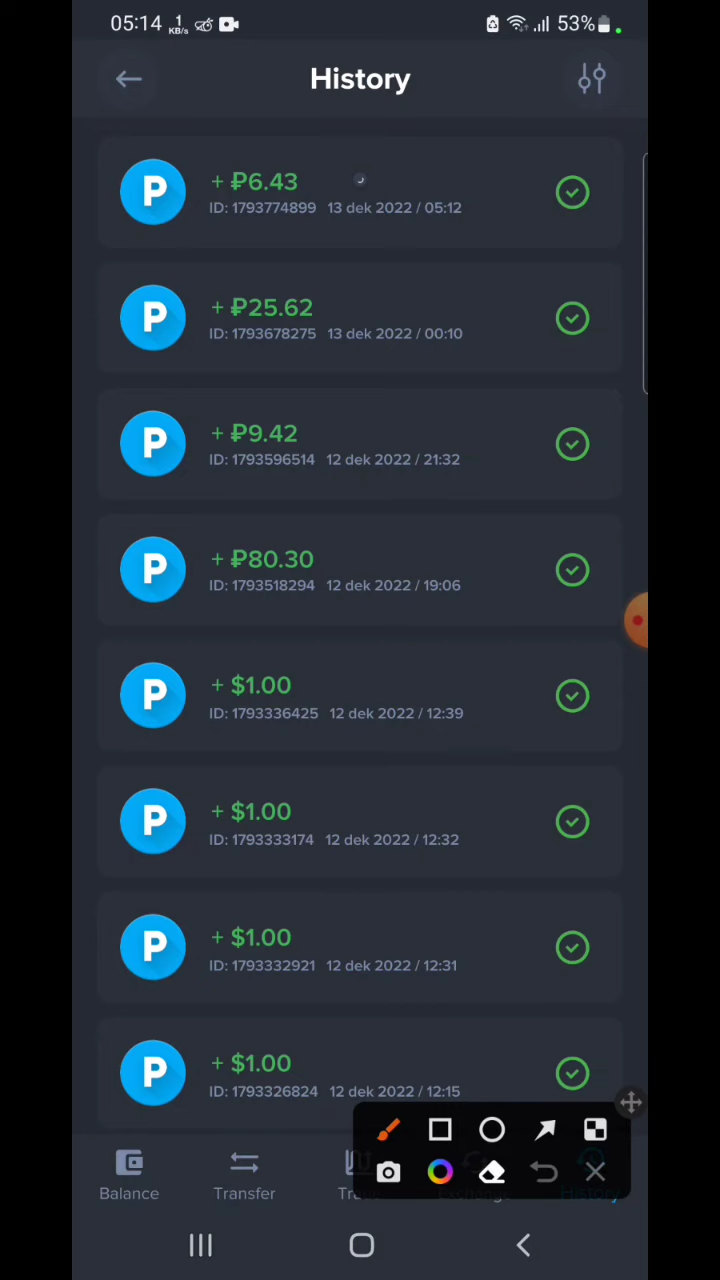 05:14 1 KB/s 53%
History
P + ₽6.43
ID: 1793774899 13 dek 2022 / 05:12
P + ₽25.62
ID: 1793678275 13 dek 2022 / 00:10
P + ₽9.42
ID: 1793596514 12 dek 2022 / 21:32
P + ₽80.30
ID: 1793518294 12 dek 2022 / 19:06
P + $1.00
ID: 1793336425 12 dek 2022 / 12:39
P + $1.00
ID: 1793333174 12 dek 2022 / 12:32
P + $1.00
ID: 1793332921 12 dek 2022 / 12:31
P + $1.00
ID: 1793326824 12 dek 2022 / 12:15
Balance Transfer History